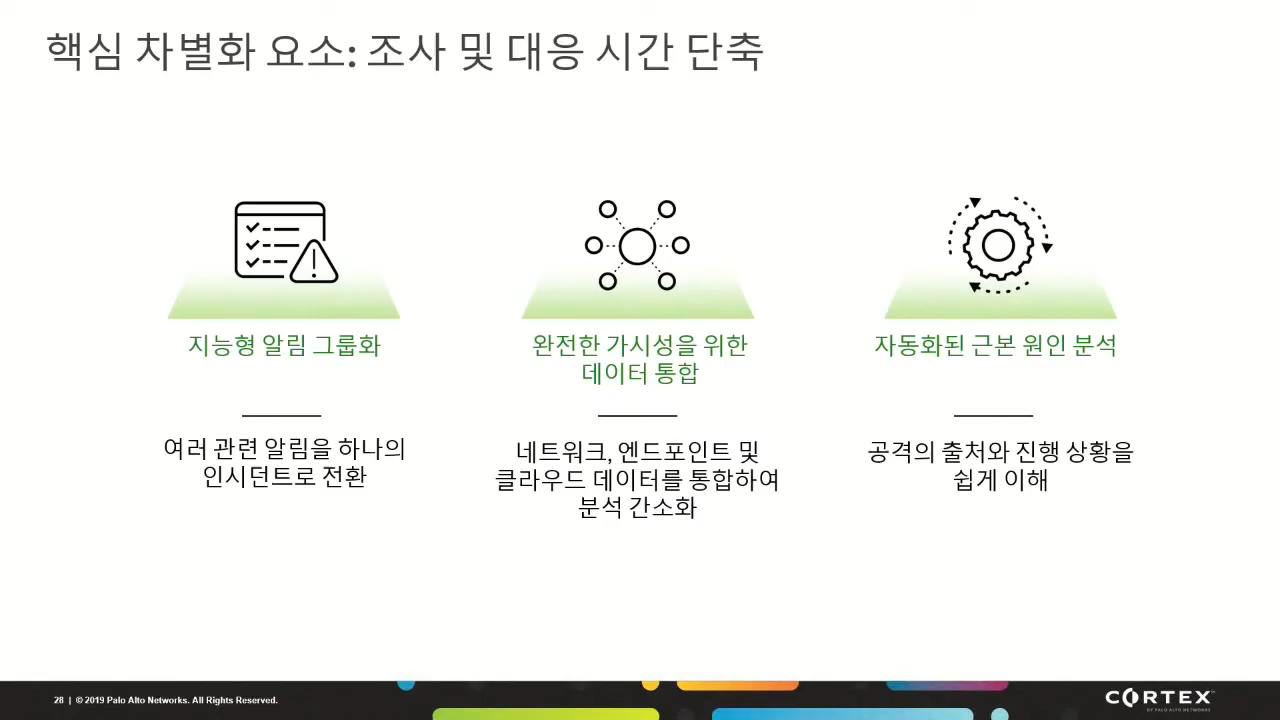 핵심 차별화 요소: 조사 및 대응 시간 단축
지능형 알림 그룹화
여러 관련 알림을 하나의
인시던트로 전환
완전한 가시성을 위한
데이터 통합
네트워크, 엔드포인트 및
클라우드 데이터를 통합하여
분석 간소화
자동화된 근본 원인 분석
공격의 출처와 진행 상황을
쉽게 이해
28 | © 2019 Palo Alto Networks. All Rights Reserved.
CORTEX™
BY PALO ALTO NETWORKS